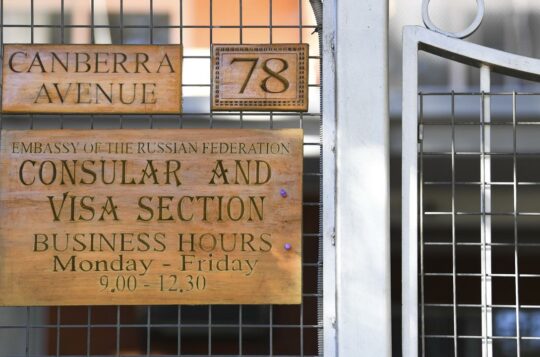 CANBERRA
AVENUE
78
EMBASSY OF THE RUSSIAN FEDERATION
CONSULAR AND
VISA SECTION
BUSINESS HOURS
Monday - Friday
9.00 - 12.30